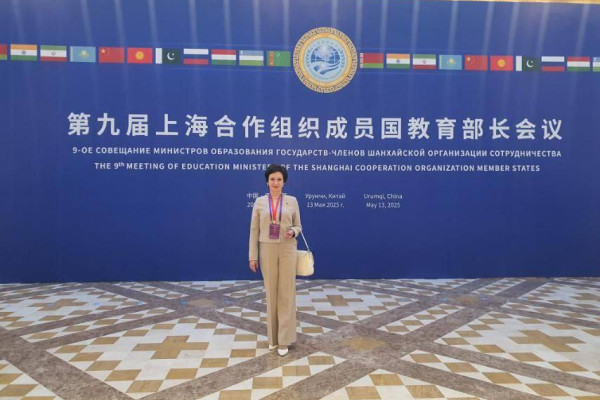 第九届上海合作组织成员国教育部长会议
9-ОЕ СОВЕЩАНИЕ МИНИСТРОВ ОБРАЗОВАНИЯ ГОСУДАРСТВ-ЧЛЕНОВ ШАНХАЙСКОЙ ОРГАНИЗАЦИИ СОТРУДНИЧЕСТВА
THE 9th MEETING OF EDUCATION MINISTERS OF THE SHANGHAI COOPERATION ORGANIZATION MEMBER STATES
中国 Урумчи, Китай Urumqi, China
13 Мая 2025 г. May 13, 2025